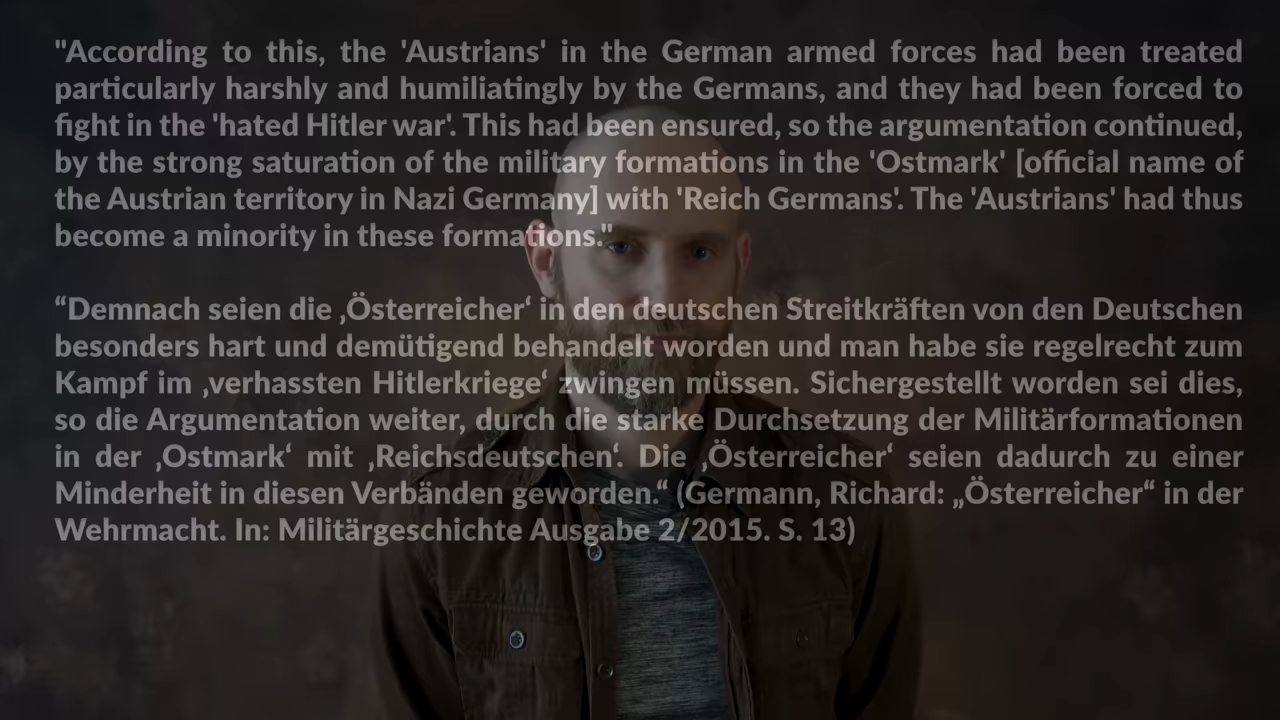 "According to this, the 'Austrians' in the German armed forces had been treated
particularly harshly and humiliatingly by the Germans, and they had been forced to
fight in the 'hated Hitler war'. This had been ensured, so the argumentation continued,
by the strong saturation of the military formations in the 'Ostmark' [official name of
the Austrian territory in Nazi Germany] with 'Reich Germans'. The 'Austrians' had thus
become a minority in these formations."
“Demnach seien die ‚Österreicher‘ in den deutschen Streitkräften von den Deutschen
besonders hart und demütigend behandelt worden und man habe sie regelrecht zum
Kampf im ‚verhassten Hitlerkriege‘ zwingen müssen. Sichergestellt worden sei dies,
so die Argumentation weiter, durch die starke Durchsetzung der Militärformationen
in der ‚Ostmark‘ mit ‚Reichsdeutschen‘. Die ‚Österreicher‘ seien dadurch zu einer
Minderheit in diesen Verbänden geworden.“ (Germann, Richard: „Österreicher“ in der
Wehrmacht. In: Militärgeschichte Ausgabe 2/2015. S. 13)